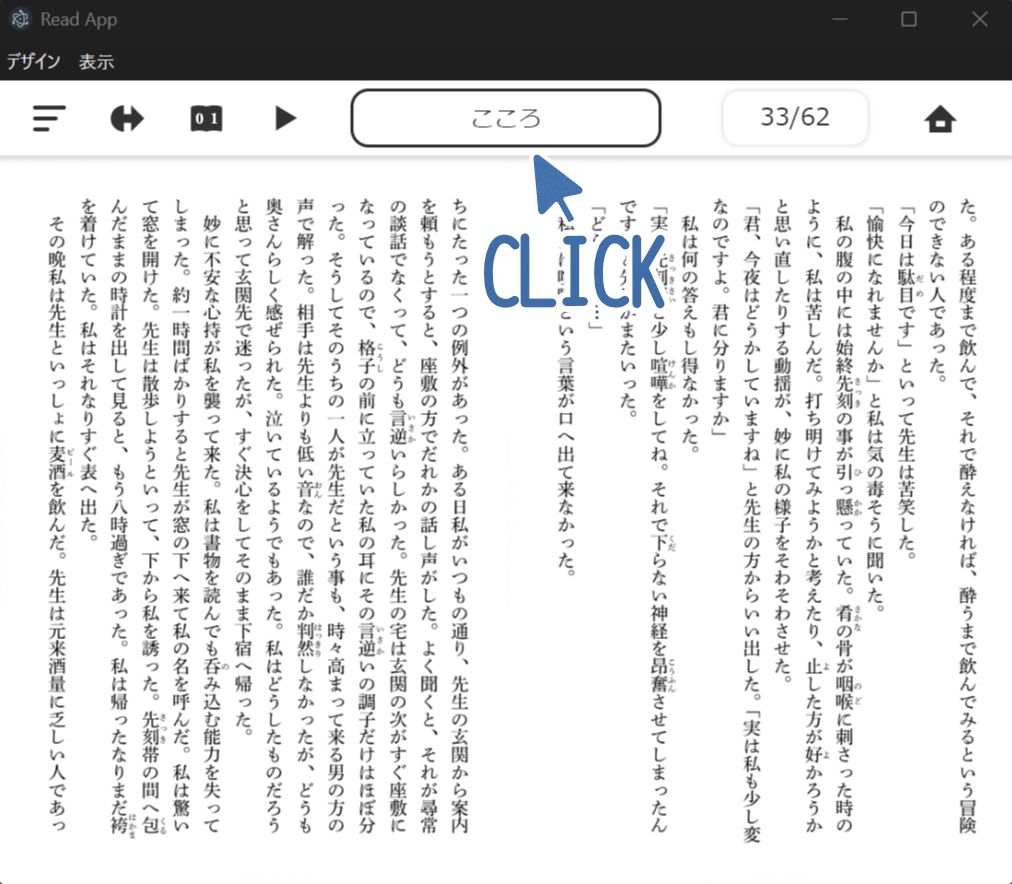 Read App
デザイン 表示
01
こころ
33/62
CLICK
た。ある程度まで飲んで、それで酔えなければ、酔うまで飲んでみるという冒険
のできない人であった。
「今日は駄目です」といって先生は苦笑した。
「愉快になれませんか」と私は気の毒そうに聞いた。
私の腹の中には始終先刻の事が引っ懸っていた。肴の骨が咽喉に刺さった時の
ように、私は苦しんだ。打ち明けてみようかと考えたり、止した方が好かろうか
と思い直したりする動揺が、妙に私の様子をそわそわさせた。
「君、今夜はどうかしていますね」と先生の方からいい出した。「実は私も少し変
なのですよ。君に分りますか」
私は何の答えもし得なかった。
「実 と少し喧嘩をしてね。それで下らない神経を昂奮させてしまったん
です がまたいった。
「ど …」
私 は という言葉が口へ出て来なかった。
ちにたった一つの例外があった。ある日私がいつもの通り、先生の玄関から案内
を頼もうとすると、座敷の方でだれかの話し声がした。よく聞くと、それが尋常
の談話でなくって、どうも言逆いらしかった。先生の宅は玄関の次がすぐ座敷に
なっているので、格子の前に立っていた私の耳にその言逆いの調子だけはほぼ分
った。そうしてそのうちの一人が先生だという事も、時々高まって来る男の方の
声で解った。相手は先生よりも低い音なので、誰だか判然しなかったが、どうも
奥さんらしく感ぜられた。泣いているようでもあった。私はどうしたものだろう
と思って玄関先で迷ったが、すぐ決心をしてそのまま下宿へ帰った。
妙に不安な心持が私を襲って来た。私は書物を読んでも呑み込む能力を失って
しまった。約一時間ばかりすると先生が窓の下へ来て私の名を呼んだ。私は驚い
て窓を開けた。先生は散歩しようといって、下から私を誘った。先刻帯の間へ包
んだままの時計を出して見ると、もう八時過ぎであった。私は帰ったなりまだ袴
を着けていた。私はそれなりすぐ表へ出た。
その晩私は先生といっしょに麦酒を飲んだ。先生は元来酒量に乏しい人であっ